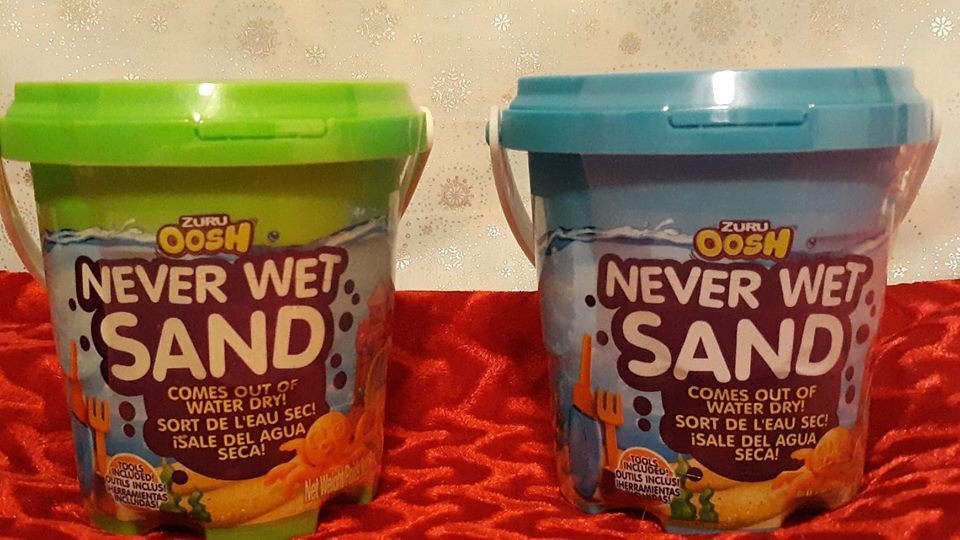 ZURU
OOSH
NEVER WET
SAND
COMES OUT OF
WATER DRY!
SORT DE L'EAU SEC!
¡SALE DEL AGUA
SECA!
TOOLS
INCLUDED!
OUTILS INCLUS!
¡HERRAMIENTAS
INCLUIDAS!
Net Weight
ZURU
OOSH
NEVER WET
SAND
COMES OUT OF
WATER DRY!
SORT DE L'EAU SEC!
¡SALE DEL AGUA
SECA!
TOOLS
INCLUDED!
OUTILS INCLUS!
¡HERRAMIENTAS
INCLUIDAS!